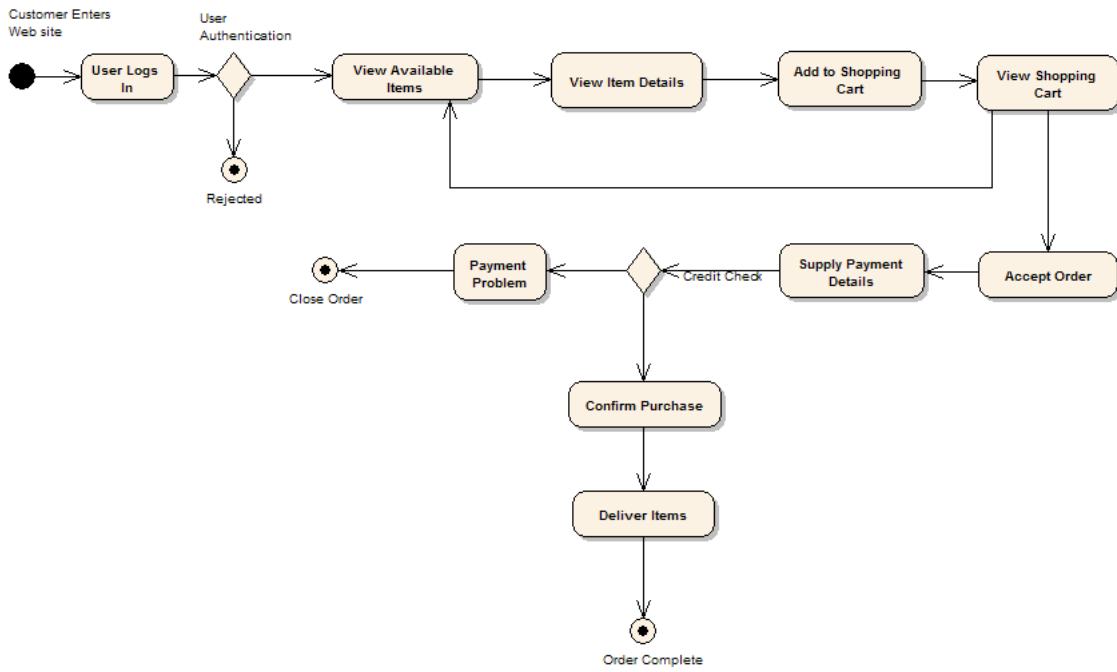 Customer Enters
Web site
User
Authentication
User Logs
In
View Available
Items
View Item Details
Add to Shopping
Cart
View Shopping
Cart
Rejected
Payment
Problem
Close Order
Credit Check
Supply Payment
Details
Accept Order
Confirm Purchase
Deliver Items
Order Complete